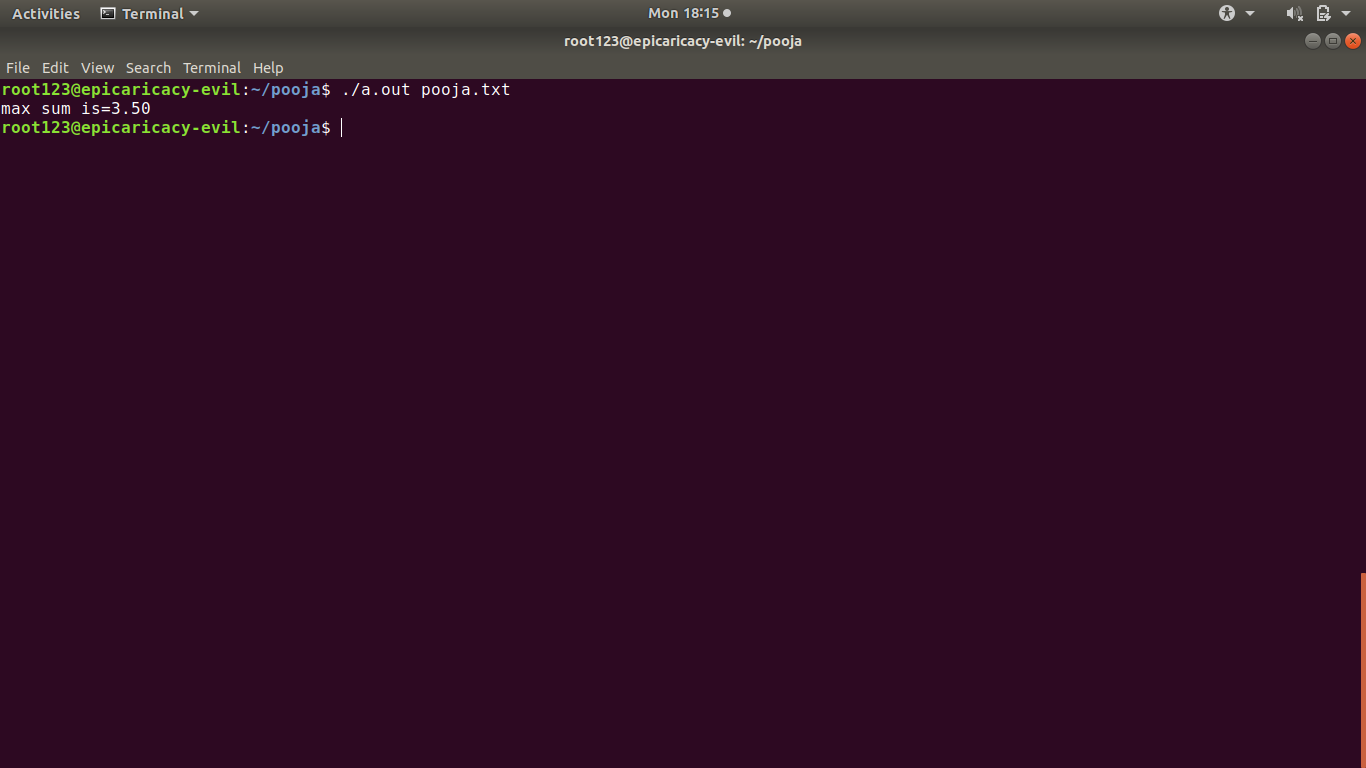 Activities Terminal Mon 18:15
root123@epicaricacy-evil: ~/pooja
File Edit View Search Terminal Help
root123@epicaricacy-evil:~/pooja$ ./a.out pooja.txt
max sum is=3.50
root123@epicaricacy-evil:~/pooja$